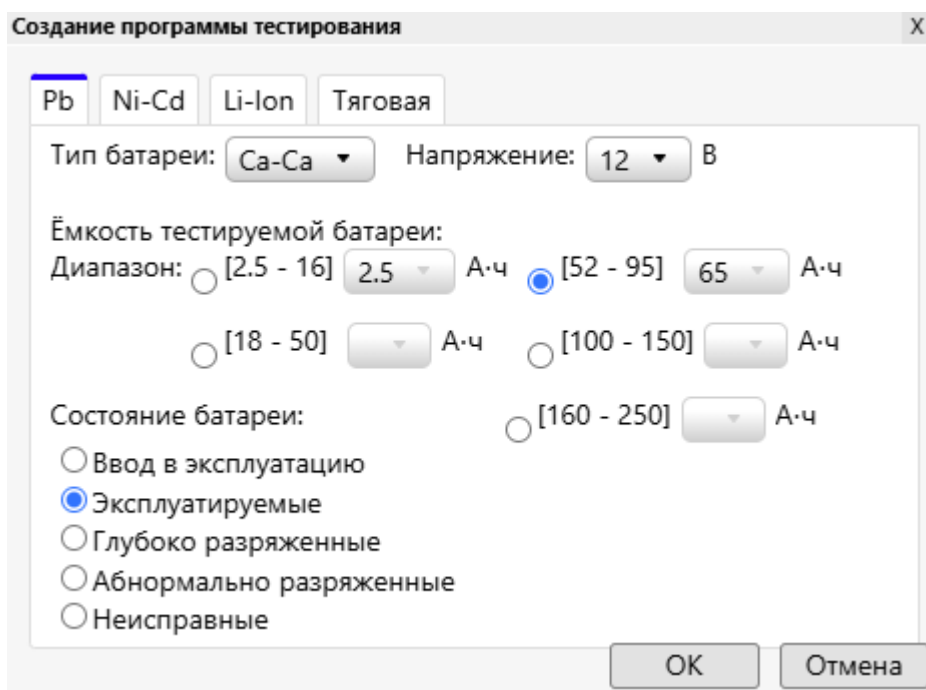 Создание программы тестирования X
Pb Ni-Cd Li-Ion Тяговая
Тип батареи: Ca-Ca Напряжение: 12 В
Ёмкость тестируемой батареи:
Диапазон: [2.5 - 16] 2.5 А·ч [52 - 95] 65 А·ч
[18 - 50] А·ч [100 - 150] А·ч
Состояние батареи: [160 - 250] А·ч
Ввод в эксплуатацию
Эксплуатируемые
Глубоко разряженные
Абнормально разряженные
Неисправные
OK Отмена